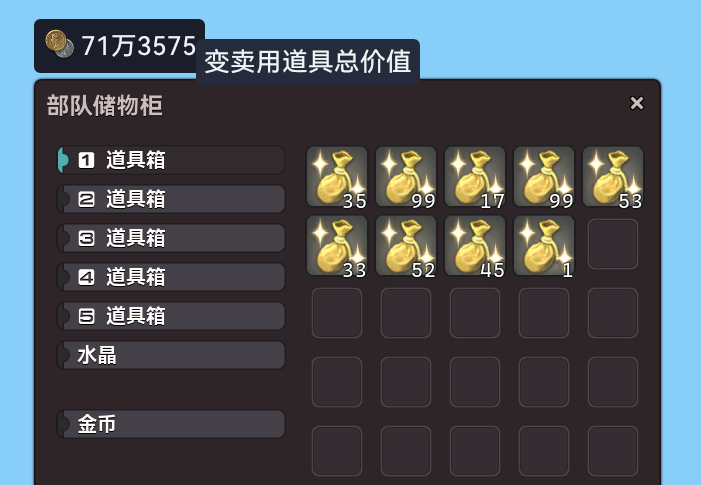 71万3575
变卖用道具总价值
部队储物柜
1 道具箱
2 道具箱
3 道具箱
4 道具箱
5 道具箱
水晶
金币
35 99 17 99 53
33 52 45 1